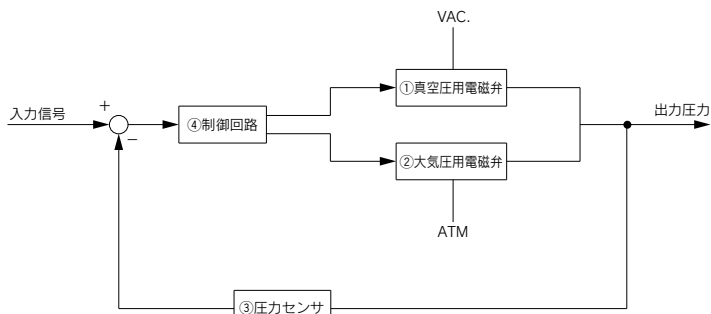 VAC.
①真空圧用電磁弁
入力信号
+
−
④制御回路
出力圧力
②大気圧用電磁弁
ATM
③圧力センサ